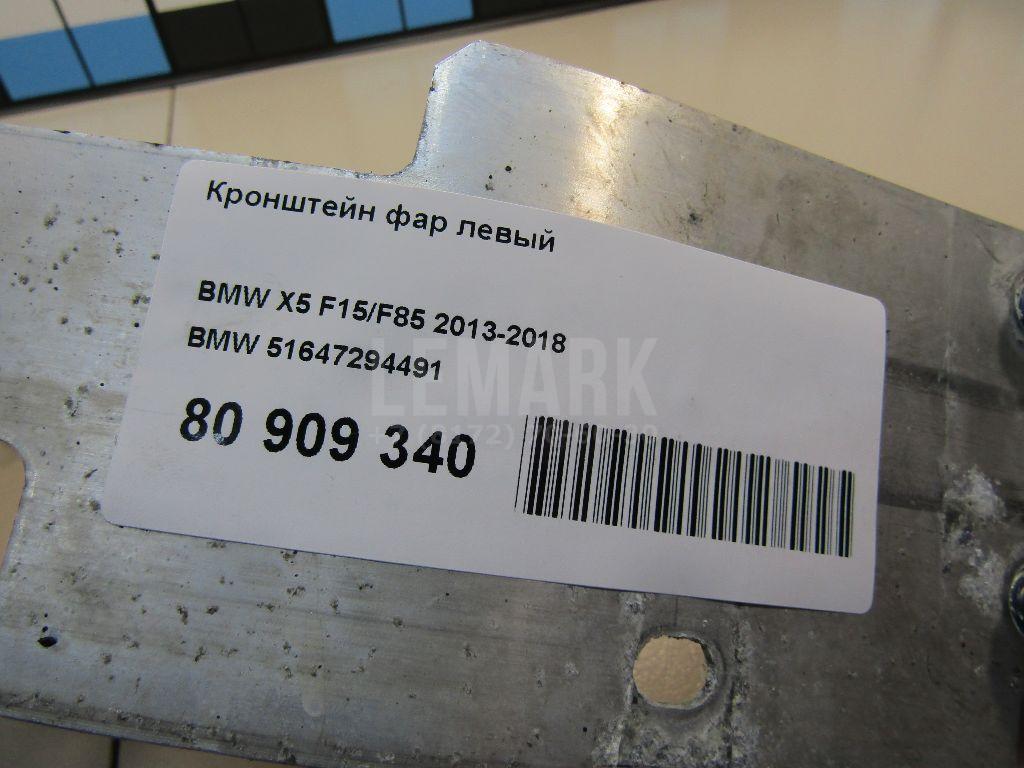 Кронштейн фар левый
BMW X5 F15/F85 2013-2018
BMW 51647294491
LEMARK
80 909 340